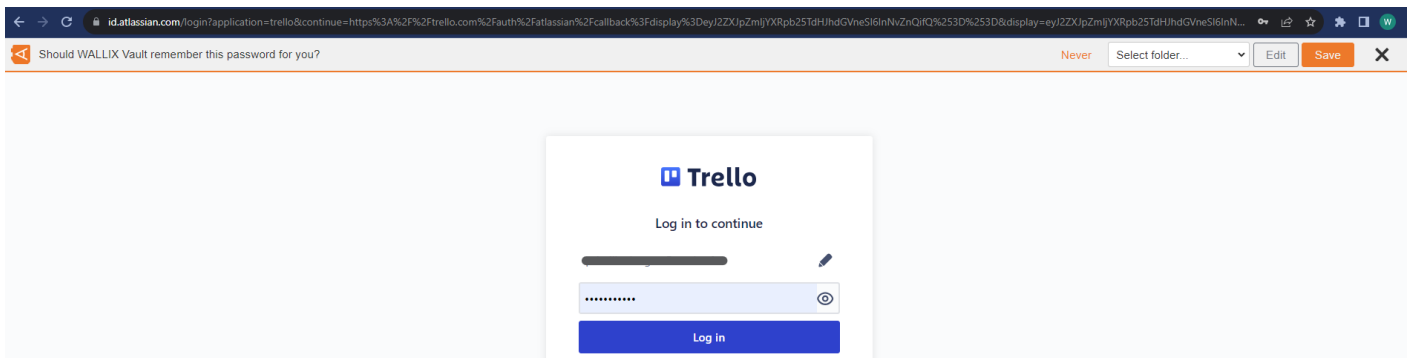 id.atlassian.com/login?application=trello&continue=https%3A%2F%2Ftrello.com%2Fauth%2Fatlassian%2Fcallback%3Fdisplay%3DeyJ2ZXJpZmljYXRpb25TdHJhdGVneSI6InNvZnQifQ%253D%253D&display=eyJ2ZXJpZmljYXRpb25TdHJhdGVneSI6InN... W
Should WALLIX Vault remember this password for you? Never Select folder... Edit Save
Trello
Log in to continue
Log in